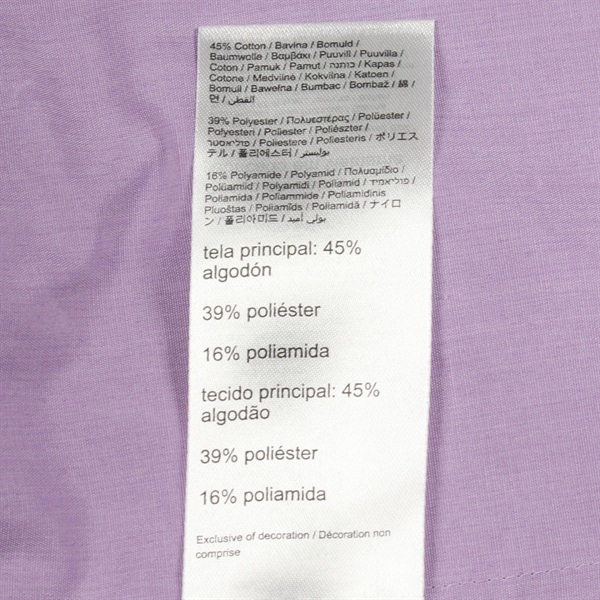 45% Cotton / Bavlna / Bomuld /
Baumwolle / Βαμβάκι / Puuvill / Puuvilla /
Coton / Pamuk / Pamut / כותנה / Kapas /
Cotone / Medvilnė / Kokvilna / Katoen /
Bomull / Bawełna / Bumbac / Bombaž / 綿 /
면 / القطن
39% Polyester / Πολυεστέρας / Polüester /
Polyesteri / Poliester / Poliészter /
פוליאסטר / Poliestere / Poliesteris / ポリエス
テル / 폴리에스터 / بوليستر
16% Polyamide / Polyamid / Πολυαμίδιο /
Polüamiid / Polyamidi / Poliamid / פוליאמיד /
Poliamida / Poliammide / Poliamidinis
Pluoštas / Poliamīds / Poliamidă / ナイロ
ン / 폴리아미드 / بولي أميد
tela principal: 45%
algodón
39% poliéster
16% poliamida
tecido principal: 45%
algodão
39% poliéster
16% poliamida
Exclusive of decoration / Décoration non
comprise